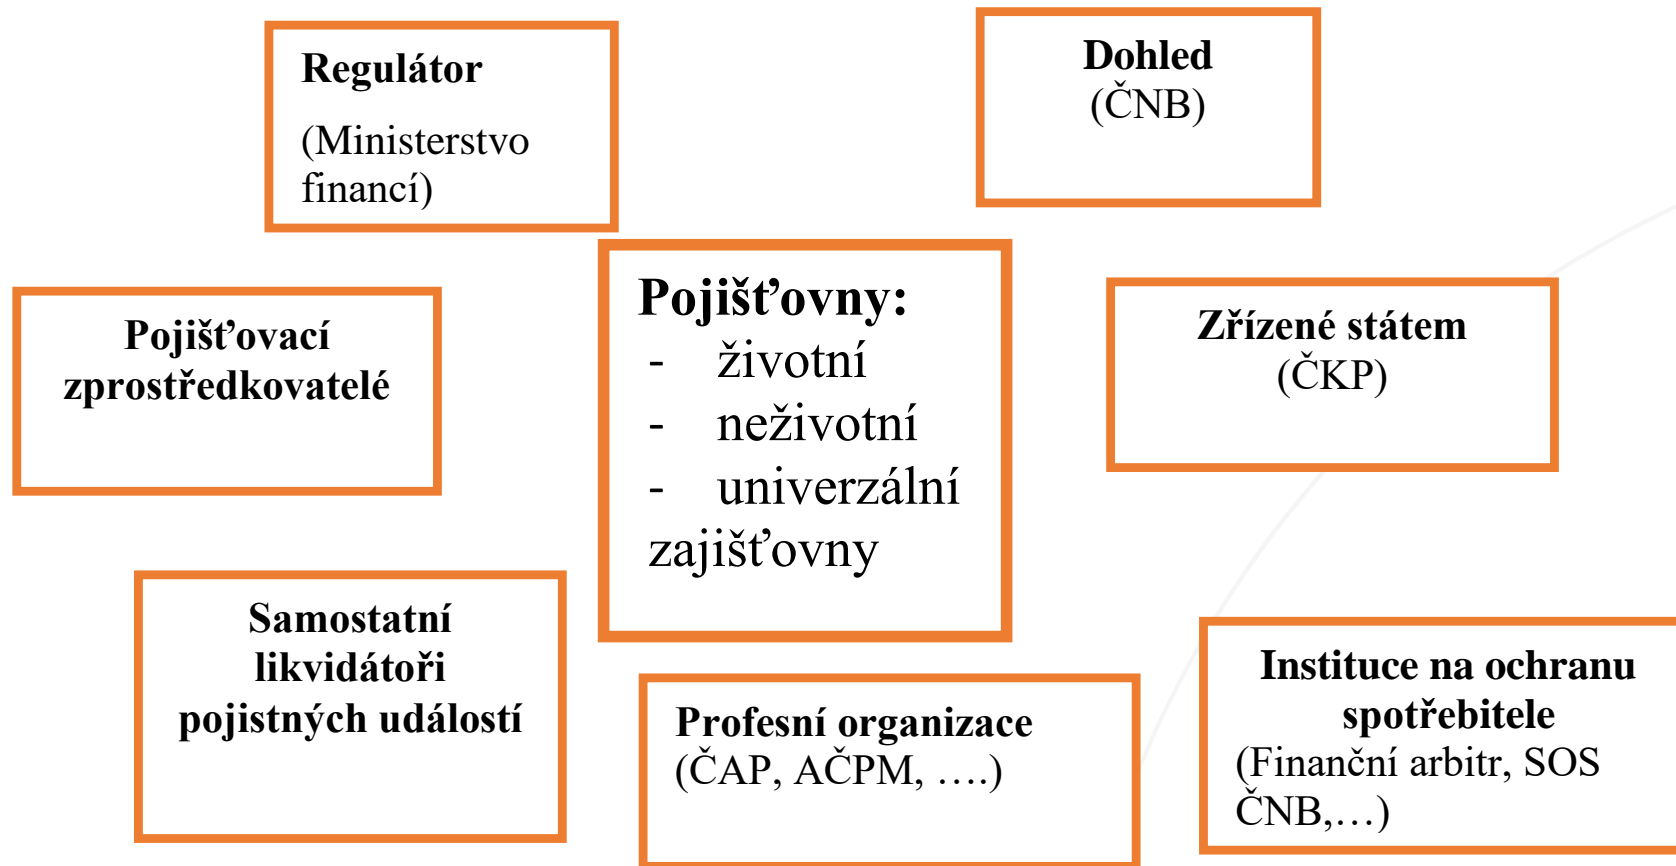 Regulátor
(Ministerstvo
financí)
Dohled
(ČNB)
Pojišťovací
zprostředkovatelé
Pojišťovny:
- životní
- neživotní
- univerzální
zajišťovny
Zřízené státem
(ČKP)
Samostatní
likvidátoři
pojistných událostí
Profesní organizace
(ČAP, AČPM, ….)
Instituce na ochranu
spotřebitele
(Finanční arbitr, SOS
ČNB,…)